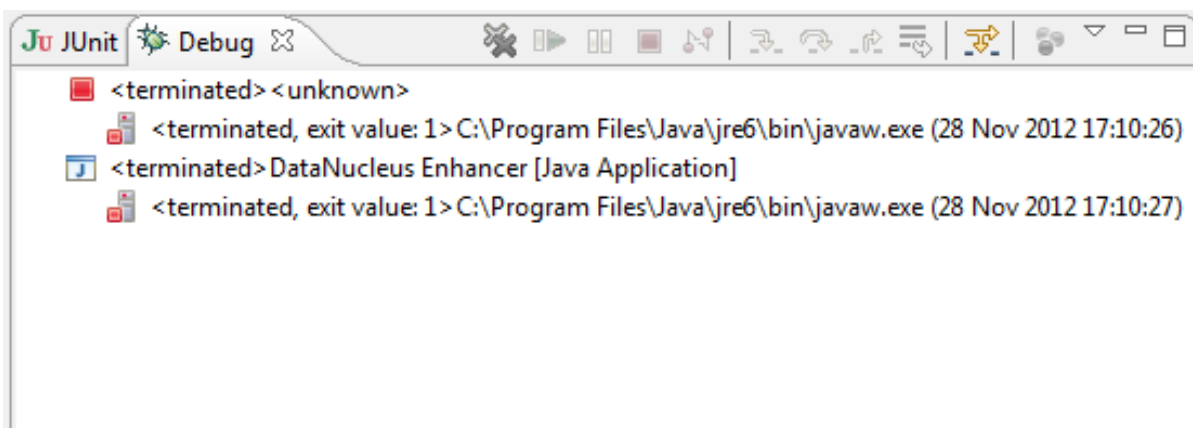 JUnit Debug
<terminated><unknown>
<terminated, exit value: 1>C:\Program Files\Java\jre6\bin\javaw.exe (28 Nov 2012 17:10:26)
<terminated>DataNucleus Enhancer [Java Application]
<terminated, exit value: 1>C:\Program Files\Java\jre6\bin\javaw.exe (28 Nov 2012 17:10:27)